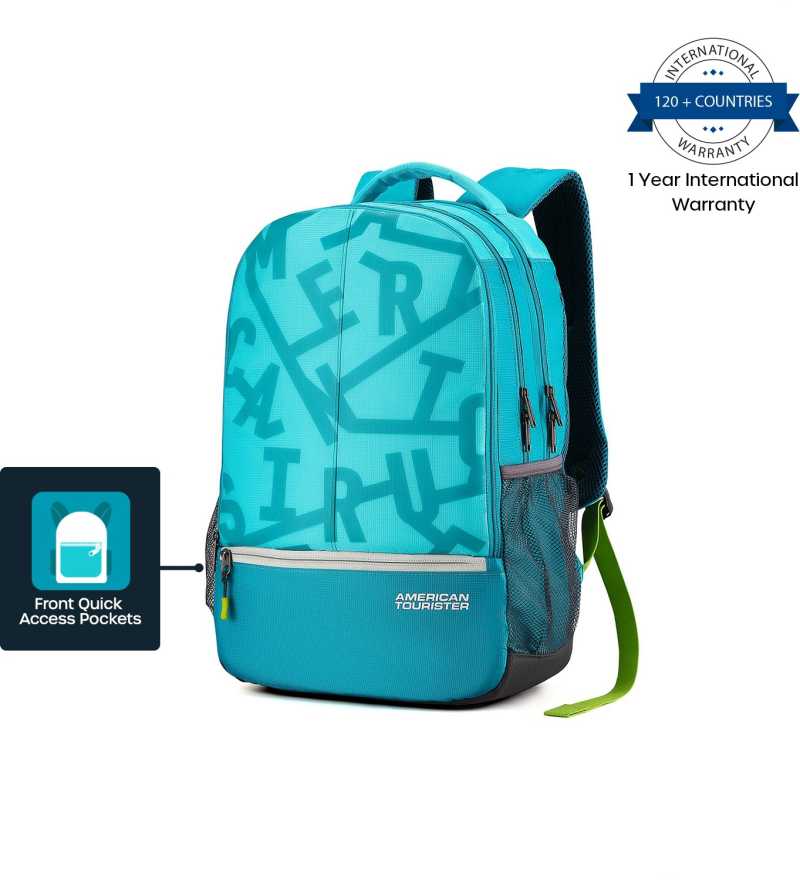 INTERNATIONAL
120 + COUNTRIES
WARRANTY
1 Year International
Warranty
AMERICAN
TOURISTER
Front Quick
Access Pockets